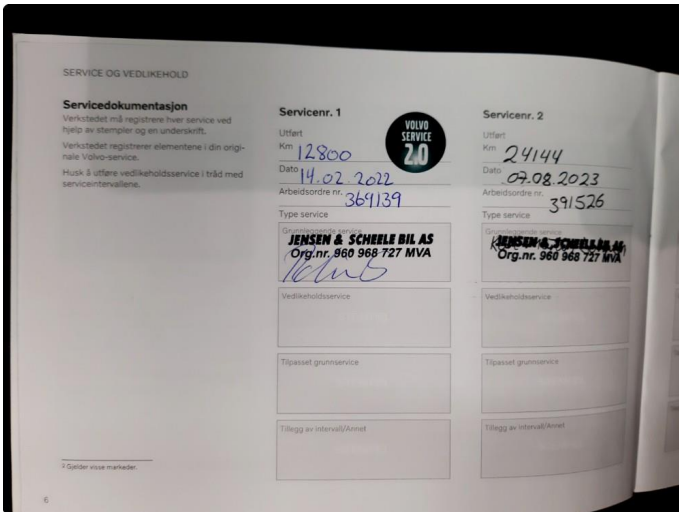 SERVICE OG VEDLIKEHOLD
Servicedokumentasjon
Verkstedet må registrere hver service ved
hjelp av stempler og en underskrift.
Verkstedet registrerer elementene i din origi-
nale Volvo-service.
Husk å utføre vedlikeholdsservice i tråd med
serviceintervallene.
Servicenr. 1
VOLVO
SERVICE
2.0
Utført
Km 12800
Dato 14.02.2022
Arbeidsordre nr. 369139
Type service
Grunnleggende service
JENSEN & SCHEELE BIL AS
Org.nr. 960 968 727 MVA
Vedlikeholdsservice
Tilpasset grunnservice
Tillegg av intervall/Annet
Servicenr. 2
Utført
Km 24144
Dato 07.08.2023
Arbeidsordre nr. 391526
Type service
Grunnleggende service
JENSEN & SCHEELE BIL AS
Org.nr. 960 968 727 MVA
Vedlikeholdsservice
Tilpasset grunnservice
Tillegg av intervall/Annet
Gjelder visse markeder.
6